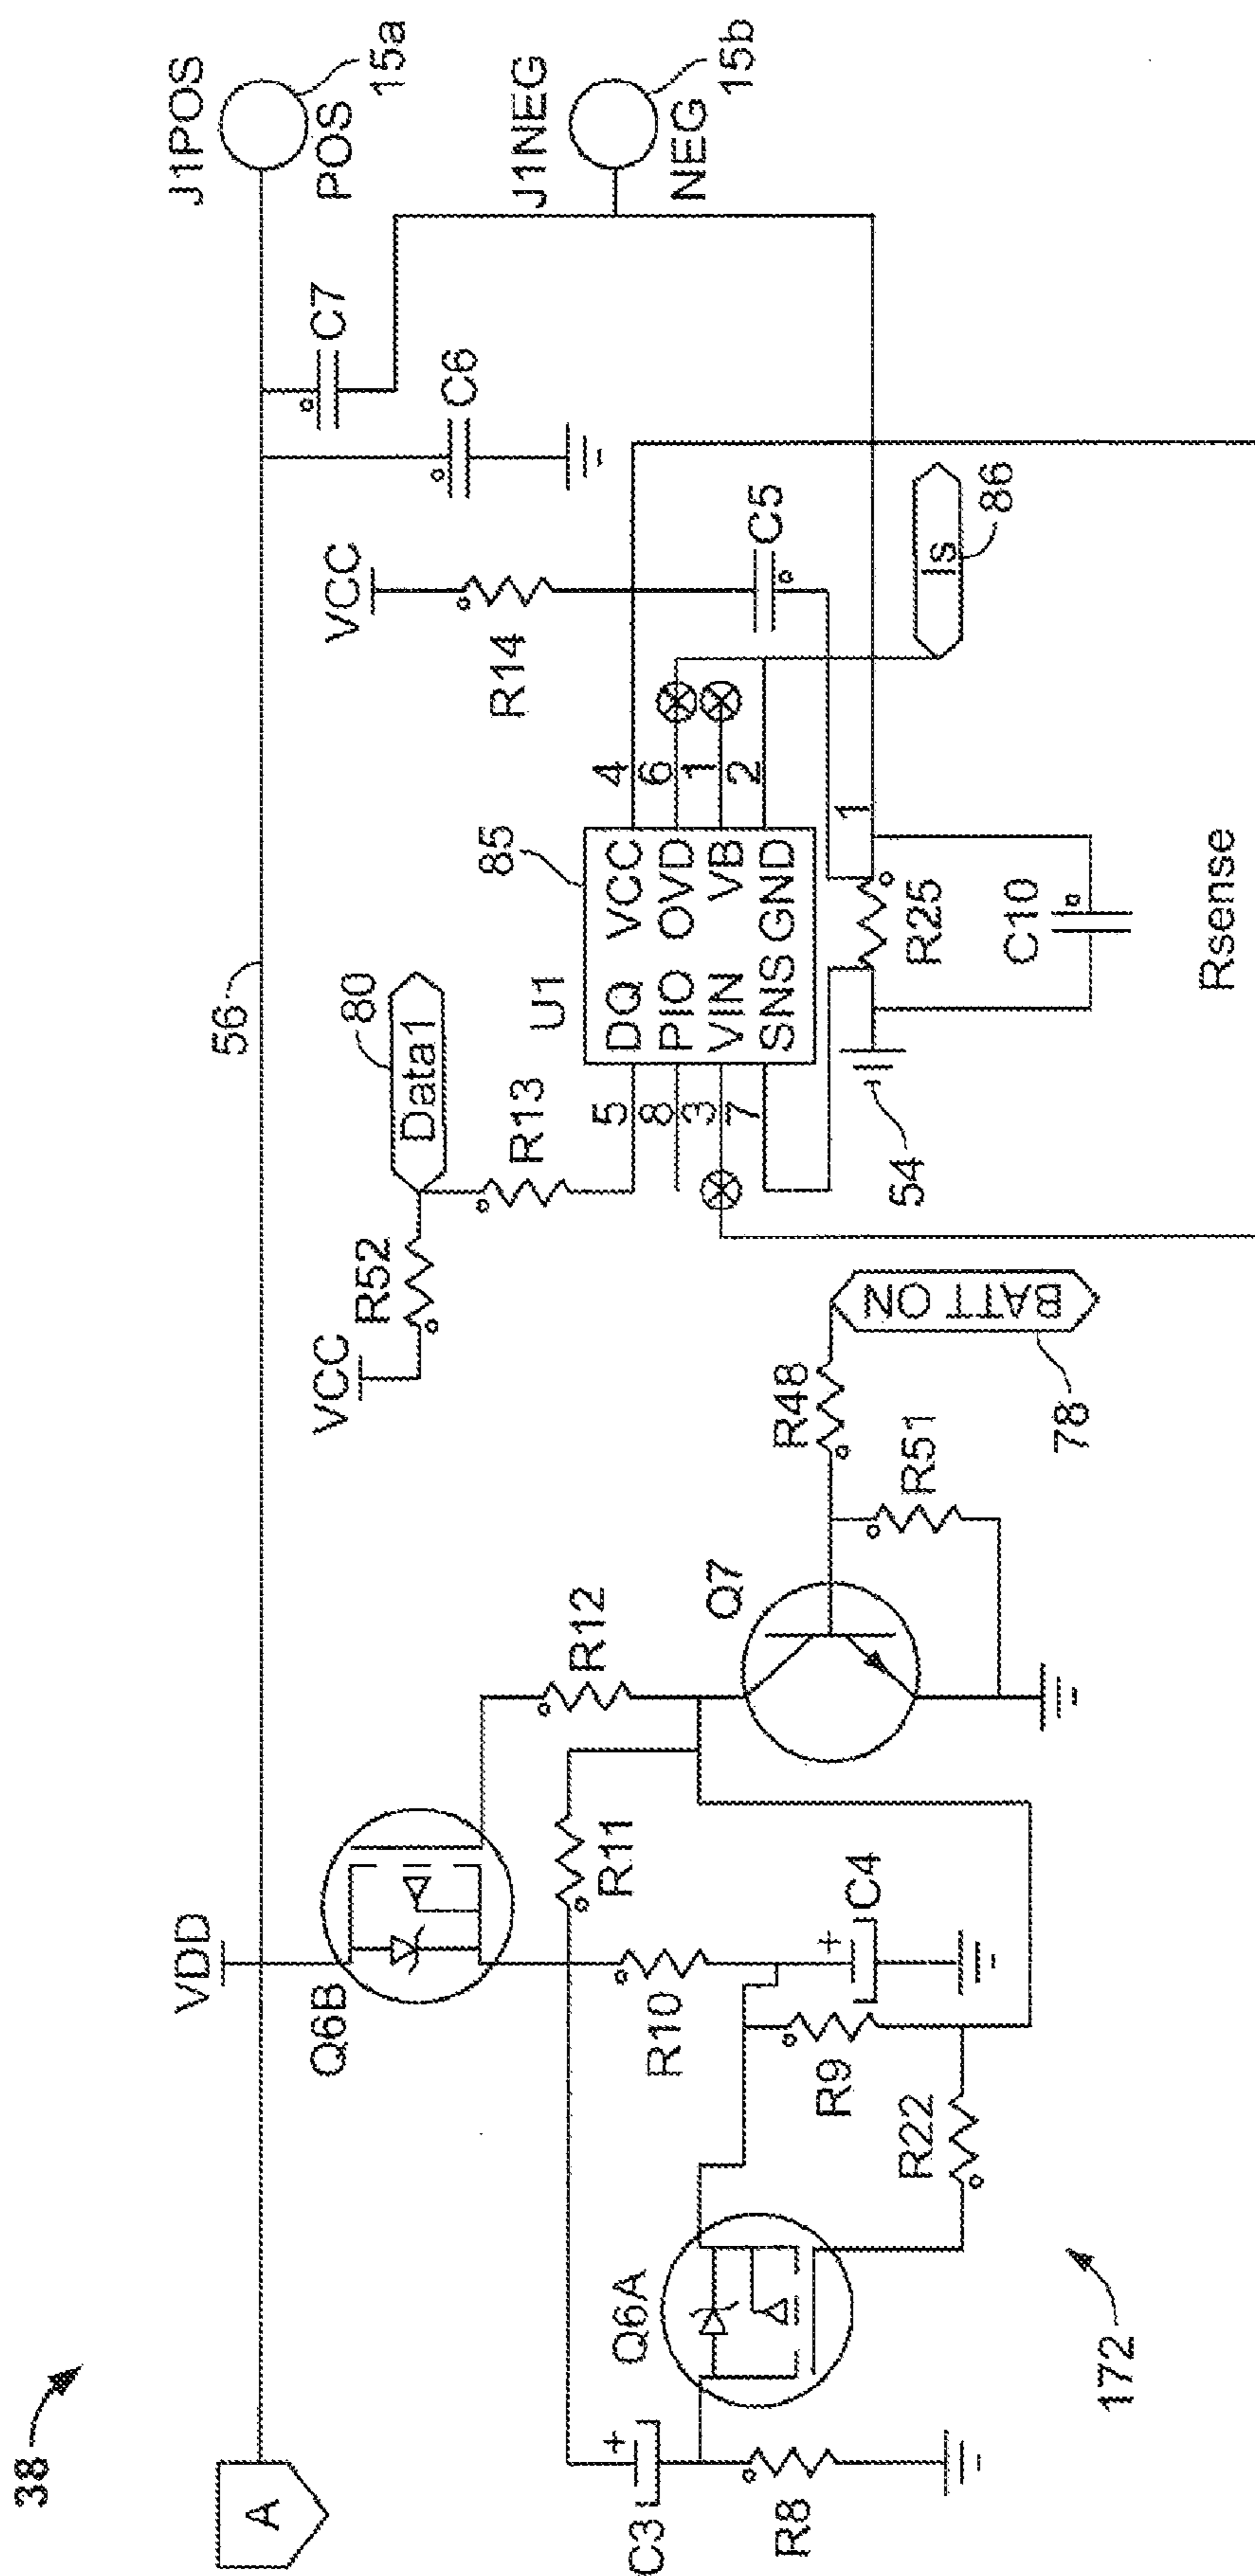 38
A
56
J1POS
POS
15a
VDD
Q6B
VCC
R52
80
Data1
R13
VCC
R14
C7
C6
J1NEG
NEG
15b
U1
85
5
8
3
7
DQ VCC
PIO OVD
VIN VB
SNS GND
4
6
1
2
C5
Is
86
R12
R11
Q7
R48
BATT ON
78
R51
54
1
R25
C10
Rsense
C3
R8
Q6A
R10
C4
R9
R22
172